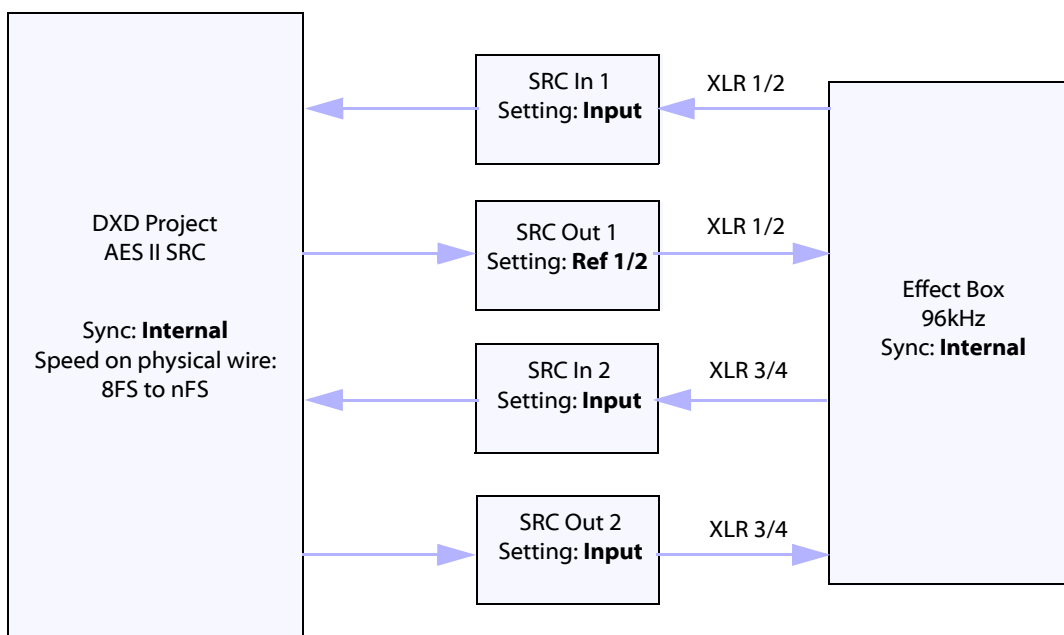 DXD Project
AES II SRC
Sync: Internal
Speed on physical wire:
8FS to nFS
SRC In 1
Setting: Input
XLR 1/2
SRC Out 1
Setting: Ref 1/2
XLR 1/2
SRC In 2
Setting: Input
XLR 3/4
SRC Out 2
Setting: Input
XLR 3/4
Effect Box
96kHz
Sync: Internal